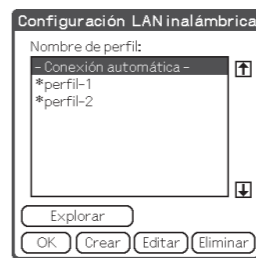 Configuración LAN inalámbrica
Nombre de perfil:
- Conexión automática -
*perfil-1
*perfil-2
Explorar
OK Crear Editar Eliminar